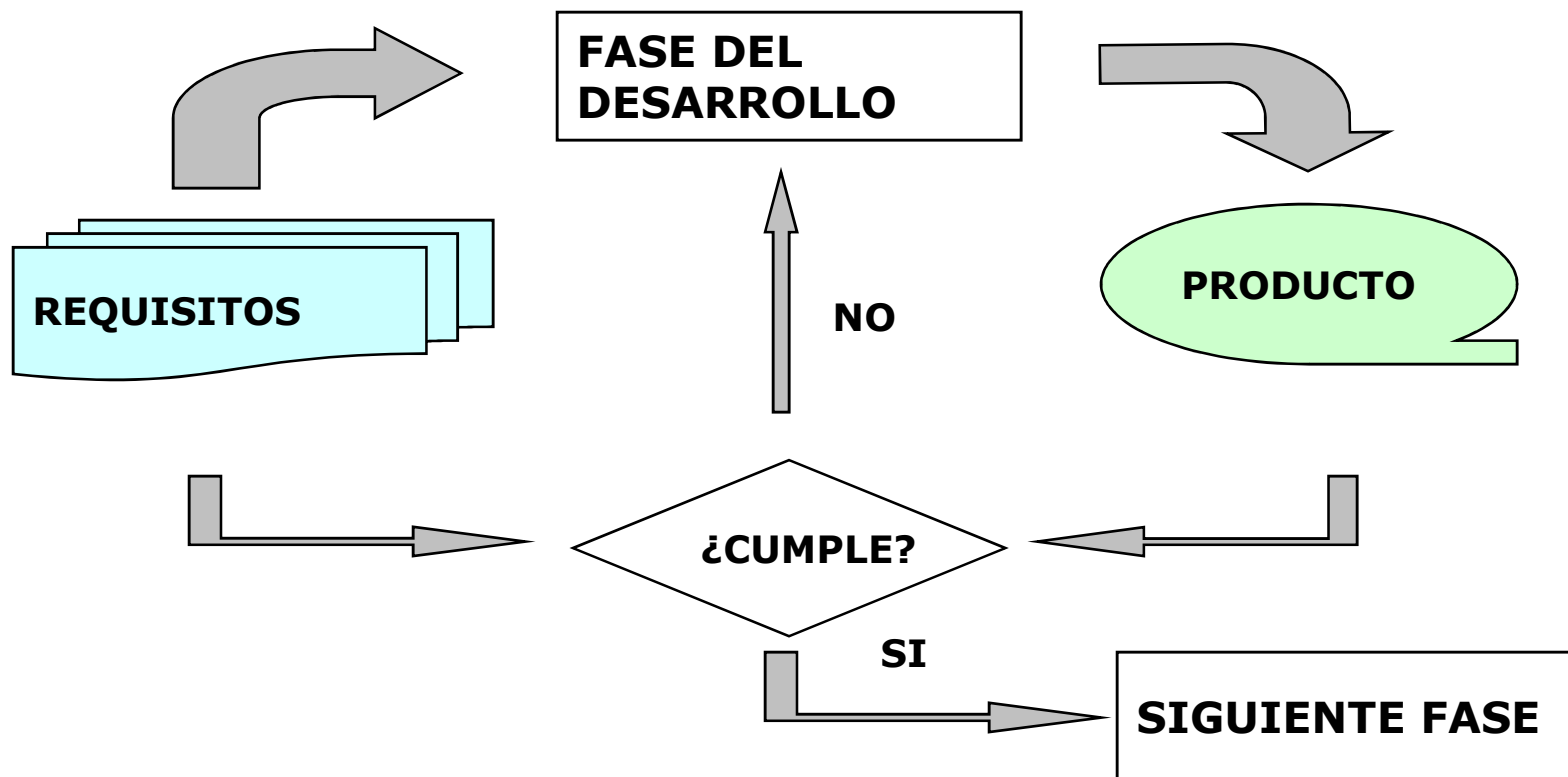 FASE DEL
DESARROLLO
REQUISITOS
PRODUCTO
NO
¿CUMPLE?
SI
SIGUIENTE FASE